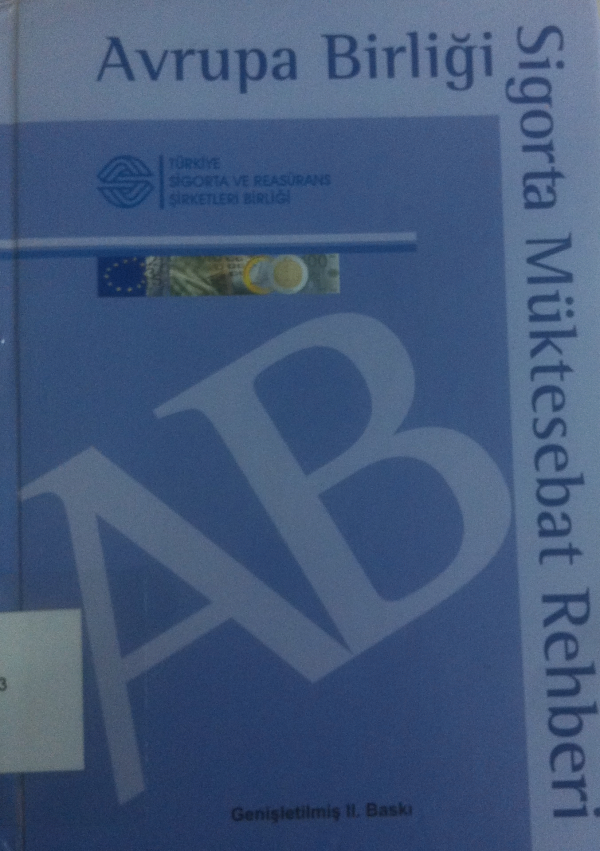 Avrupa Birliği
Sigorta Müktesebat Rehberi
TÜRKİYE
SİGORTA VE REASÜRANS
ŞİRKETLERİ BİRLİĞİ
AB
Genişletilmiş II. Baskı
3